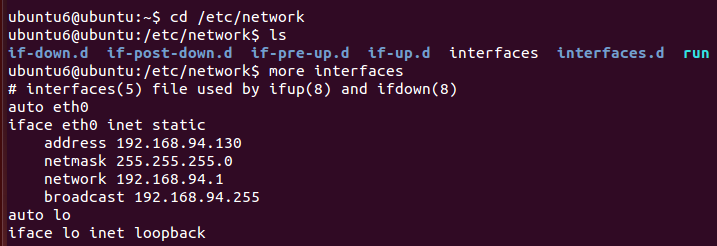 ubuntu6@ubuntu:~$ cd /etc/network
ubuntu6@ubuntu:/etc/network$ ls
if-down.d  if-post-down.d  if-pre-up.d  if-up.d  interfaces  interfaces.d  run
ubuntu6@ubuntu:/etc/network$ more interfaces
# interfaces(5) file used by ifup(8) and ifdown(8)
auto eth0
iface eth0 inet static
    address 192.168.94.130
    netmask 255.255.255.0
    network 192.168.94.1
    broadcast 192.168.94.255
auto lo
iface lo inet loopback